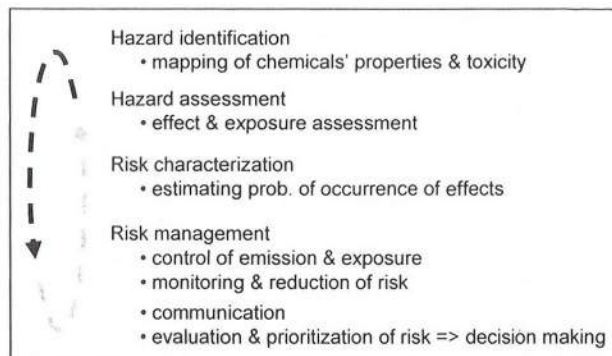 Hazard identification
• mapping of chemicals' properties & toxicity
Hazard assessment
• effect & exposure assessment
Risk characterization
• estimating prob. of occurrence of effects
Risk management
• control of emission & exposure
• monitoring & reduction of risk
• communication
• evaluation & prioritization of risk => decision making